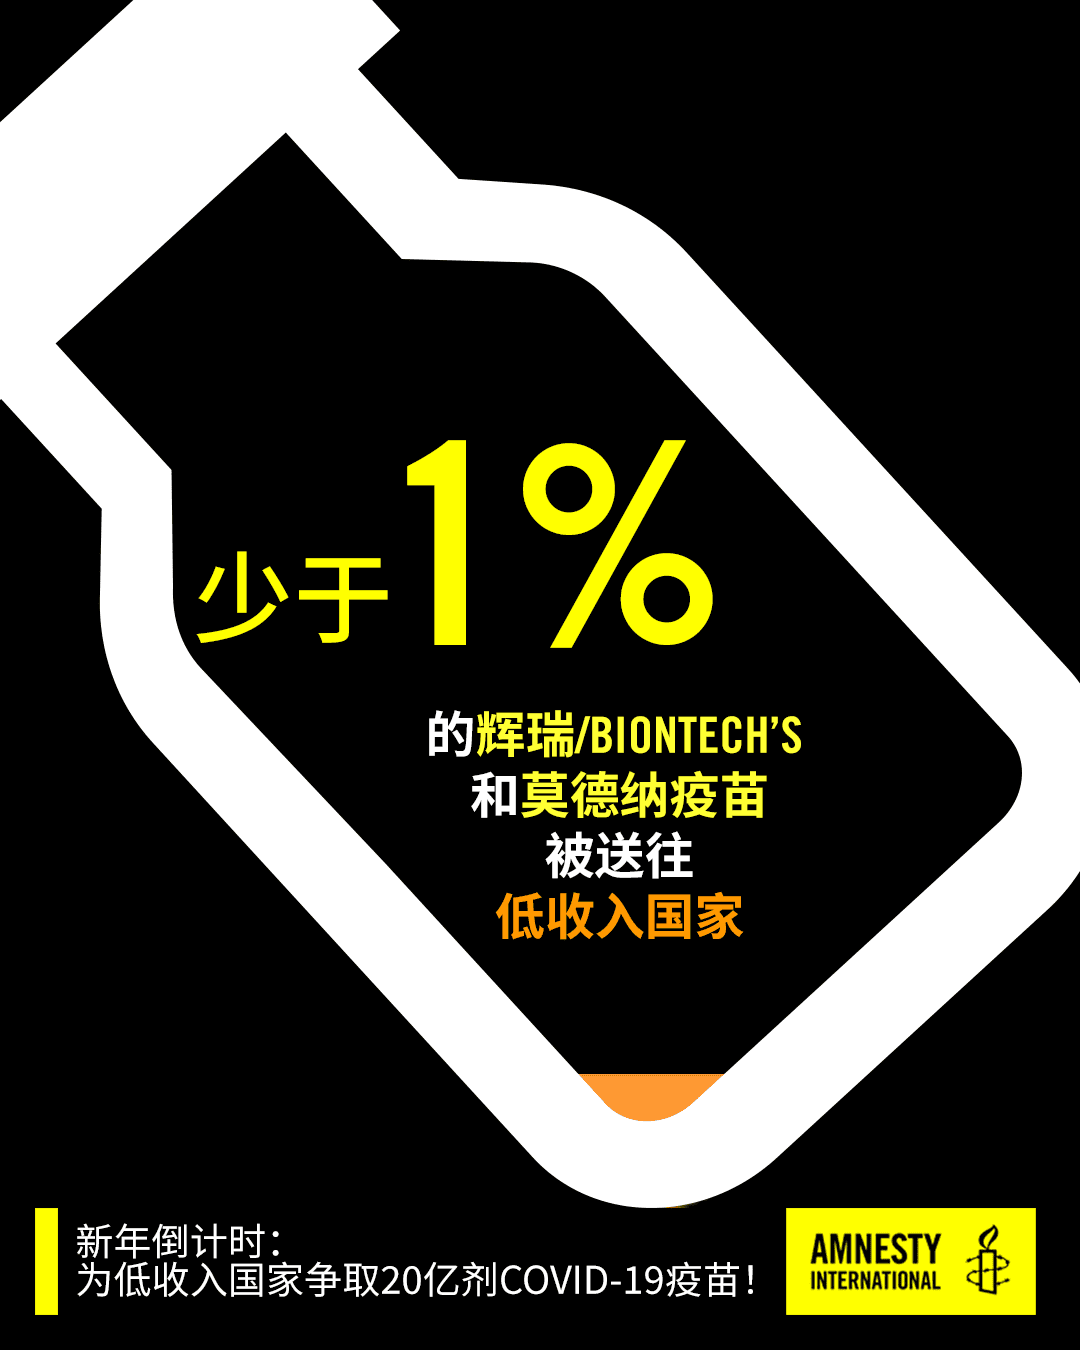 少于1%
的辉瑞/BIONTECH’S
和莫德纳疫苗
被送往
低收入国家
新年倒计时：
为低收入国家争取20亿剂COVID-19疫苗！
AMNESTY
INTERNATIONAL